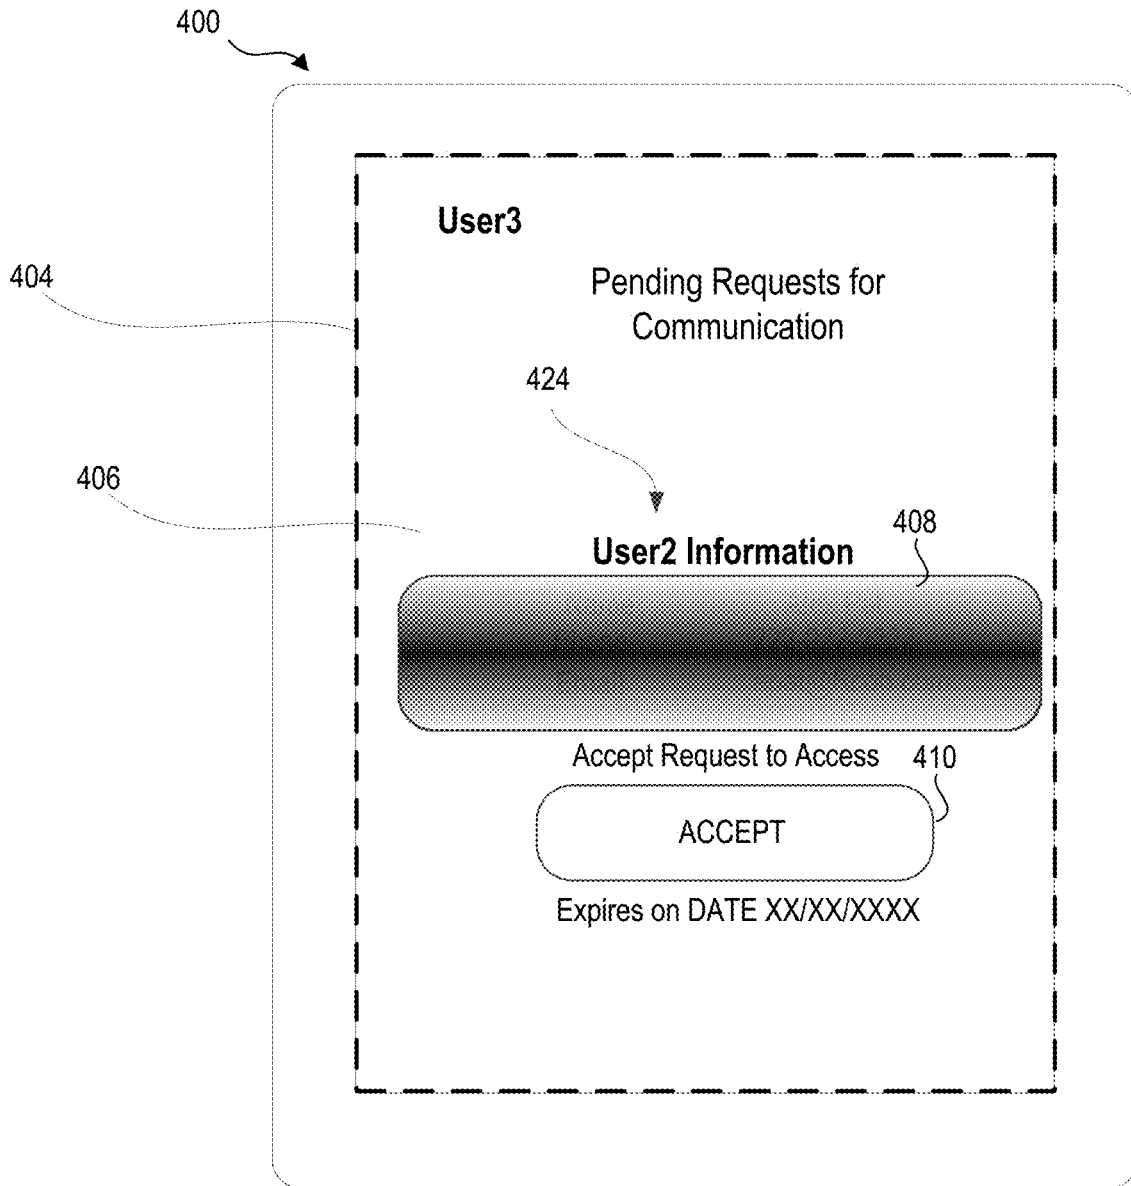 400
User3
404
Pending Requests for
Communication
424
406
408
User2 Information
Accept Request to Access
410
ACCEPT
Expires on DATE XX/XX/XXXX